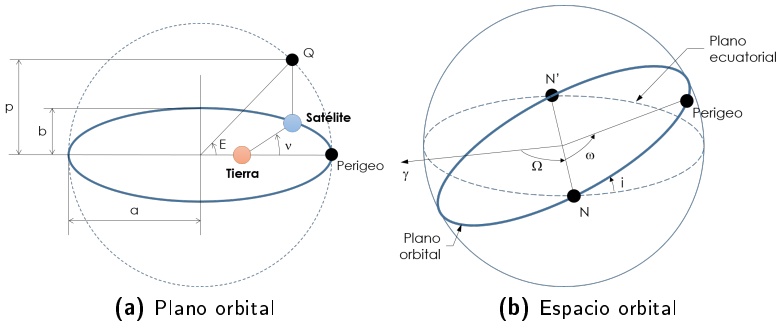 Q
p
b
Satélite
E
ν
Tierra
Perigeo
a
(a) Plano orbital
Plano
ecuatorial
N'
Perigeo
Ω
ω
γ
i
N
Plano
orbital
(b) Espacio orbital